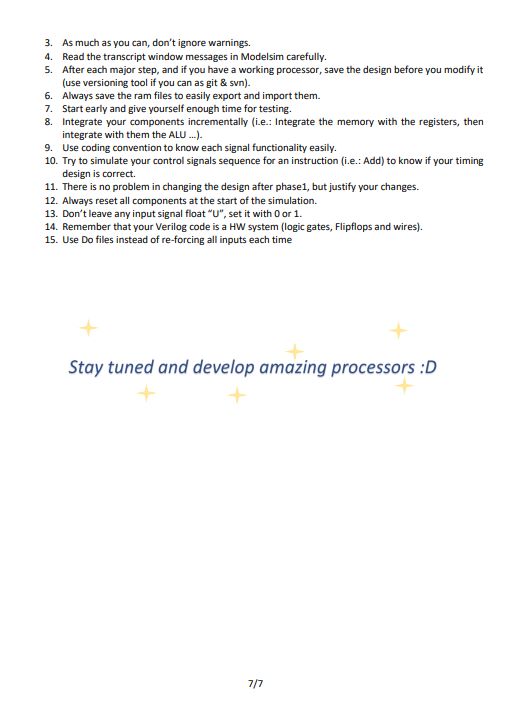 3. As much as you can, don’t ignore warnings.
4. Read the transcript window messages in Modelsim carefully.
5. After each major step, and if you have a working processor, save the design before you modify it
(use versioning tool if you can as git & svn).
6. Always save the ram files to easily export and import them.
7. Start early and give yourself enough time for testing.
8. Integrate your components incrementally (i.e.: Integrate the memory with the registers, then
integrate with them the ALU …).
9. Use coding convention to know each signal functionality easily.
10. Try to simulate your control signals sequence for an instruction (i.e.: Add) to know if your timing
design is correct.
11. There is no problem in changing the design after phase1, but justify your changes.
12. Always reset all components at the start of the simulation.
13. Don’t leave any input signal float “U”, set it with 0 or 1.
14. Remember that your Verilog code is a HW system (logic gates, Flipflops and wires).
15. Use Do files instead of re-forcing all inputs each time
Stay tuned and develop amazing processors :D
7/7